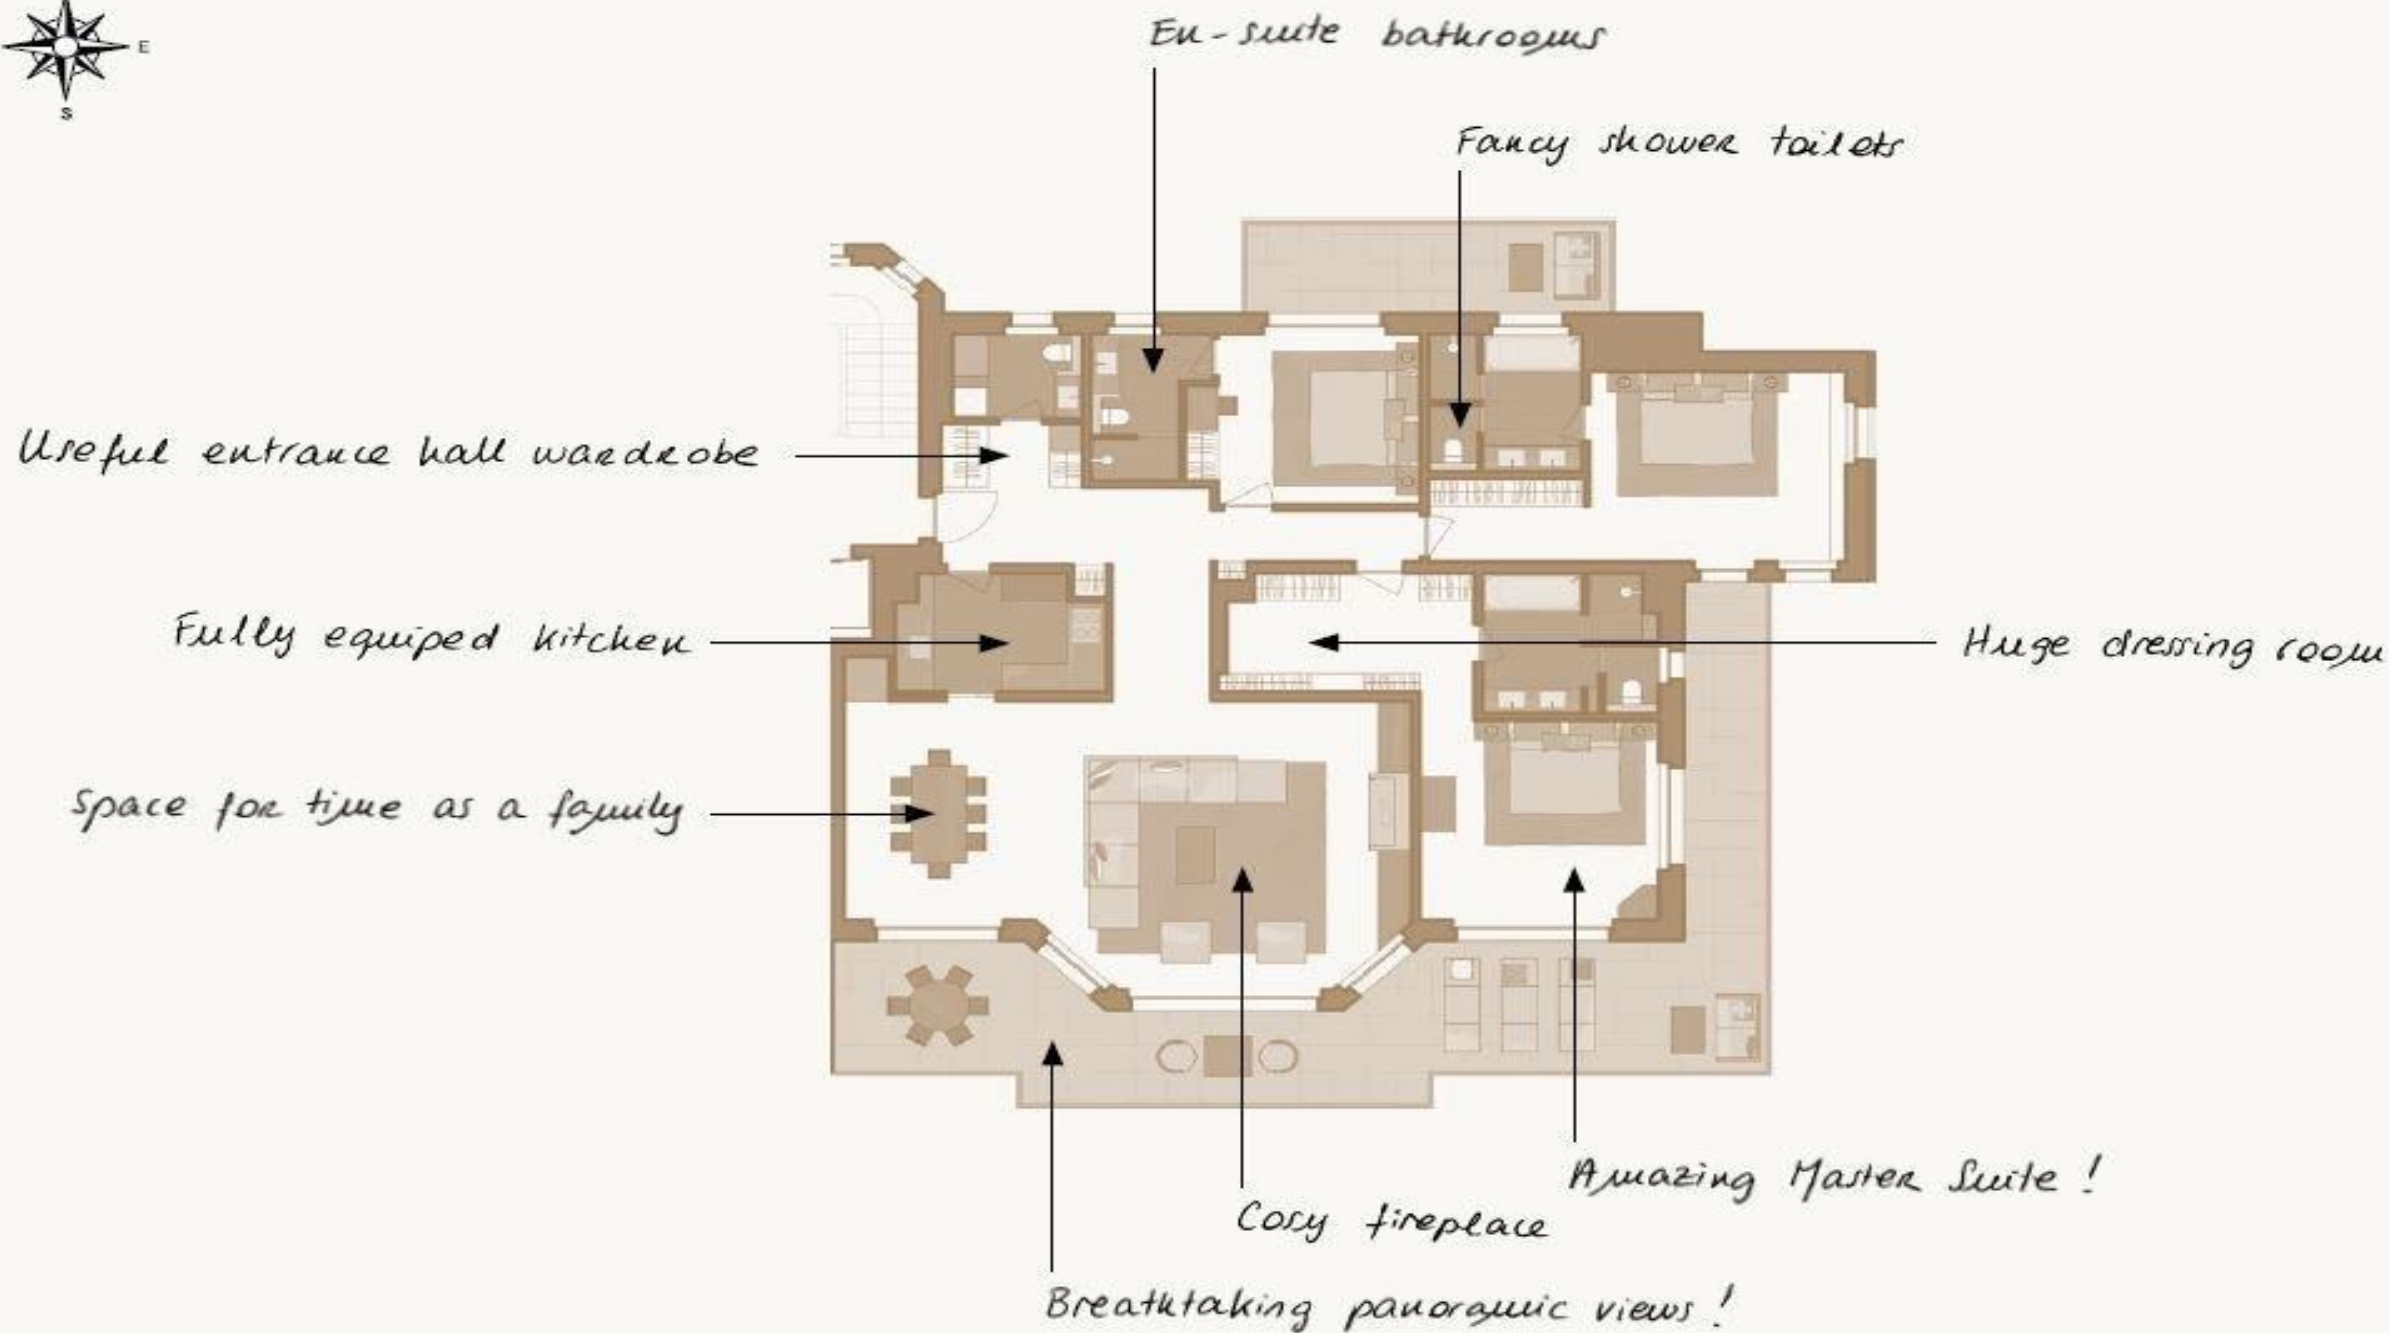 E
S
En-suite bathrooms
Fancy shower toilets
Useful entrance hall wardrobe
Fully equiped kitchen
Huge dressing room
Space for time as a family
Amazing Master Suite!
Cosy fireplace
Breathtaking panoramic views!